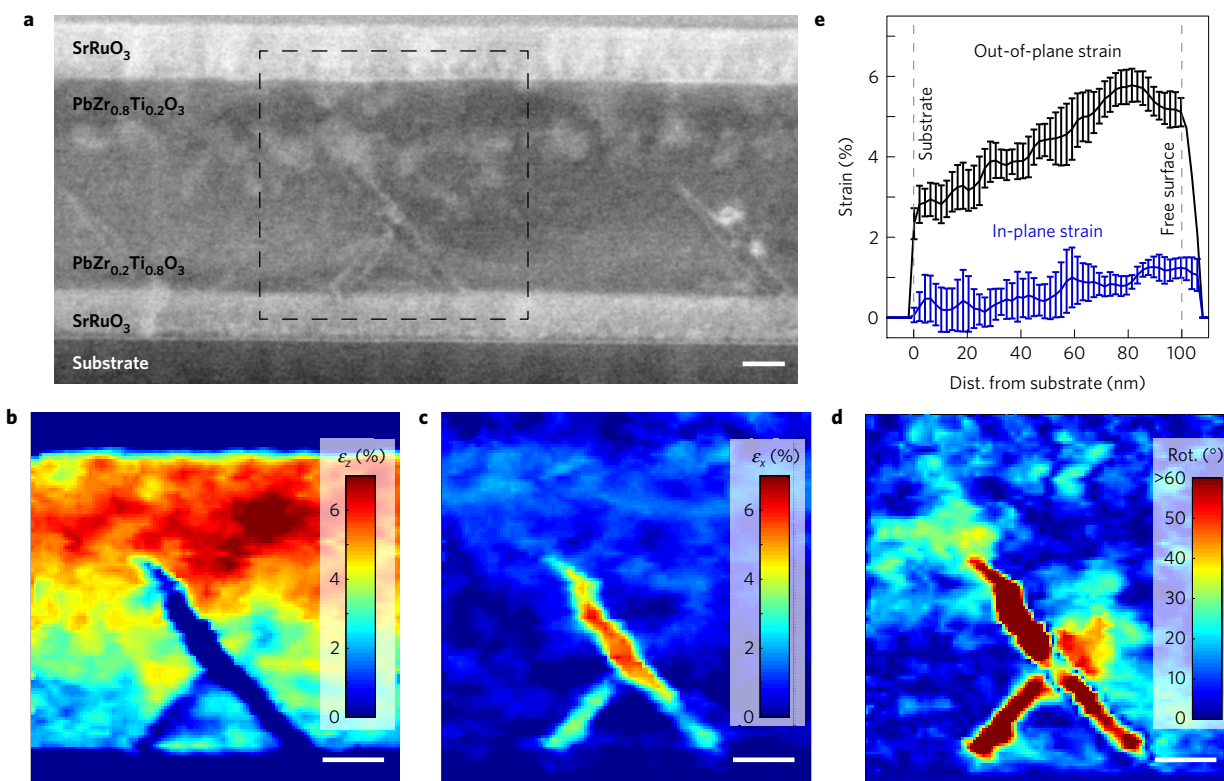 a
SrRuO₃
PbZr₀.₈Ti₀.₂O₃
PbZr₀.₂Ti₀.₈O₃
SrRuO₃
Substrate
e
Out-of-plane strain
In-plane strain
Substrate
Free surface
Strain (%)
6
4
2
0
0 20 40 60 80 100
Dist. from substrate (nm)
b
εz (%)
6
4
2
0
c
εx (%)
6
4
2
0
d
Rot. (°)
>60
50
40
30
20
10
0